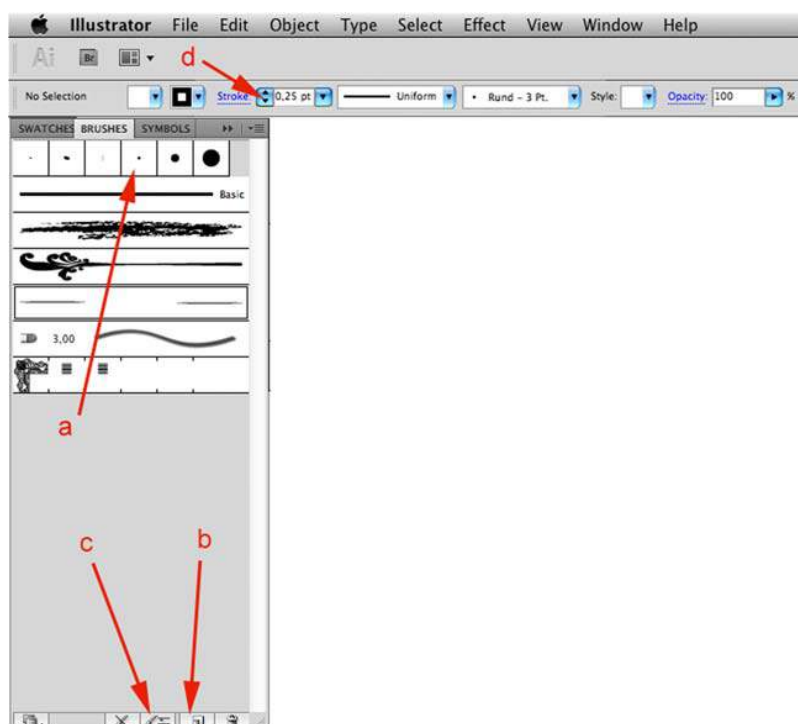 Illustrator File Edit Object Type Select Effect View Window Help
Ai Br d
No Selection Stroke: 0,25 pt Uniform Rund - 3 Pt. Style: Opacity: 100 %
SWATCHES BRUSHES SYMBOLS
Basic
3,00
a
c b